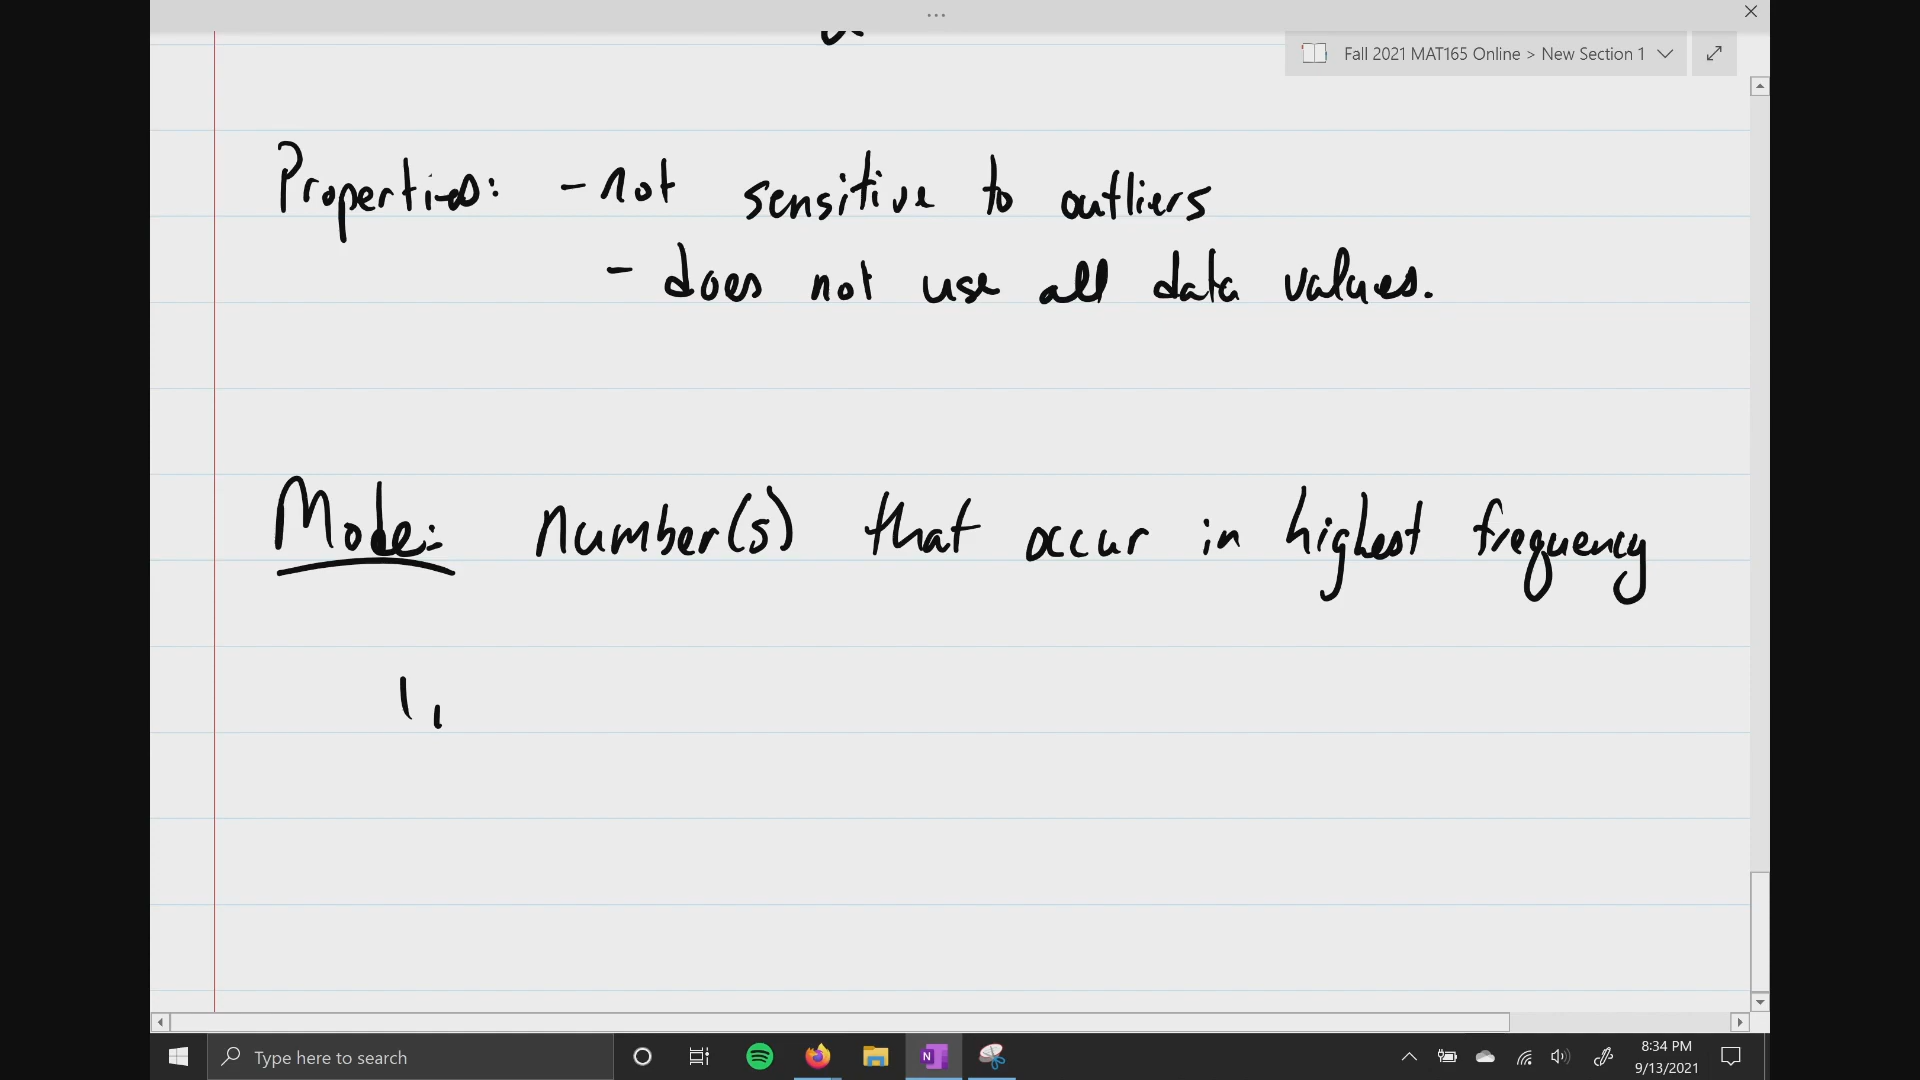 Fall 2021 MAT165 Online > New Section 1
Properties: - not sensitive to outliers
- does not use all data values.
Mode: Number(s) that occur in highest frequency
1,
Type here to search
8:34 PM
9/13/2021